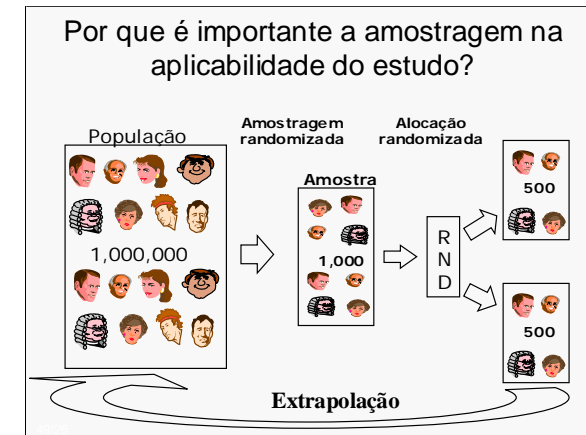 Por que é importante a amostragem na
aplicabilidade do estudo?
População
1,000,000
Amostragem
randomizada
Amostra
1,000
Alocação
randomizada
R
N
D
500
500
Extrapolação